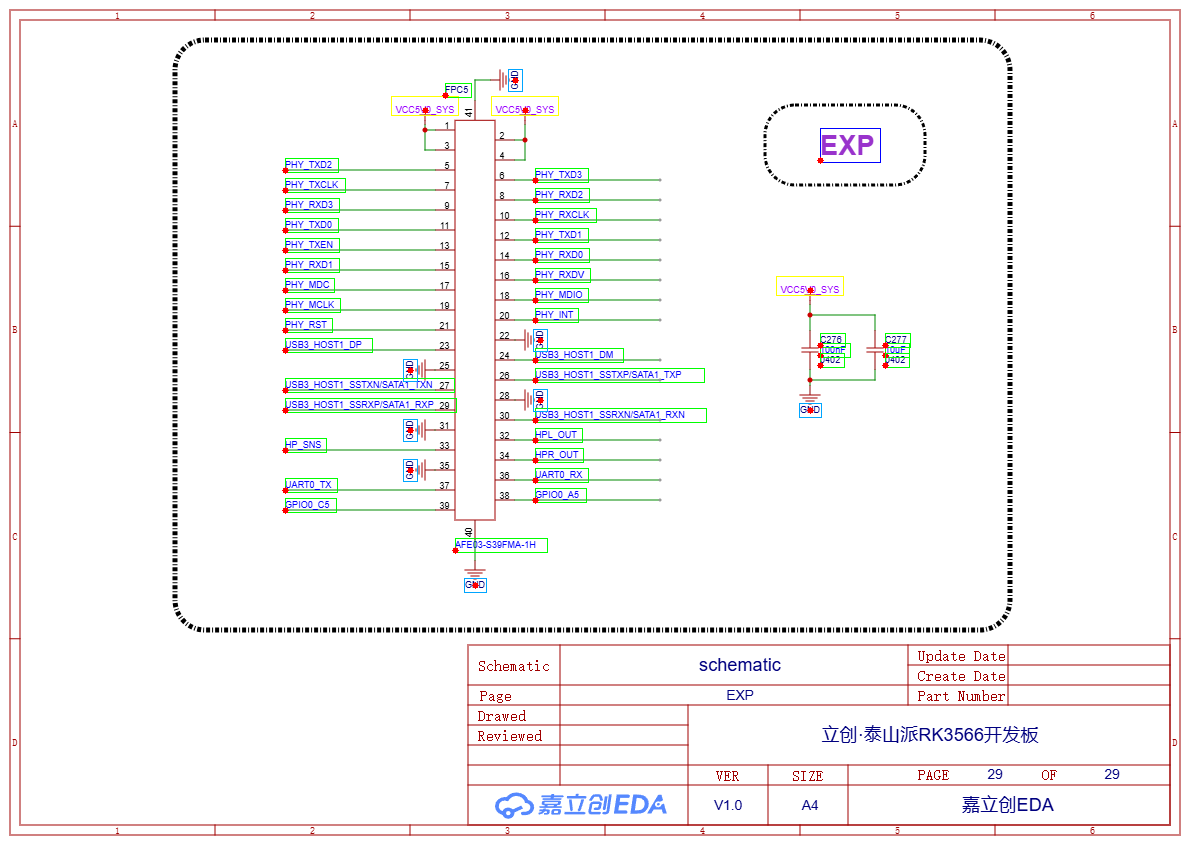 1 2 3 4 5 6
A A
B B
C C
D D
FPC5
GND
41
VCC5V0_SYS
VCC5V0_SYS
1
3
2
4
PHY_TXD2 5
PHY_TXCLK 7
PHY_RXD3 9
PHY_TXD0 11
PHY_TXEN 13
PHY_RXD1 15
PHY_MDC 17
PHY_MCLK 19
PHY_RST 21
USB3_HOST1_DP 23
GND 25
USB3_HOST1_SSTXN/SATA1_TXN 27
USB3_HOST1_SSRXP/SATA1_RXP 29
GND 31
HP_SNS 33
GND 35
UART0_TX 37
GPIO0_C5 39
6 PHY_TXD3
8 PHY_RXD2
10 PHY_RXCLK
12 PHY_TXD1
14 PHY_RXD0
16 PHY_RXDV
18 PHY_MDIO
20 PHY_INT
22 GND
24 USB3_HOST1_DM
26 USB3_HOST1_SSTXP/SATA1_TXP
28 GND
30 USB3_HOST1_SSRXN/SATA1_RXN
32 HPL_OUT
34 HPR_OUT
36 UART0_RX
38 GPIO0_A5
40
AFE03-S39FMA-1H
GND
EXP
VCC5V0_SYS
C276
100nF
0402
C277
10uF
0402
GND
Schematic schematic
Update Date
Create Date
Page EXP
Part Number
Drawed
Reviewed
立创·泰山派RK3566开发板
VER SIZE PAGE 29 OF 29
嘉立创EDA V1.0 A4 嘉立创EDA
1 2 3 4 5 6